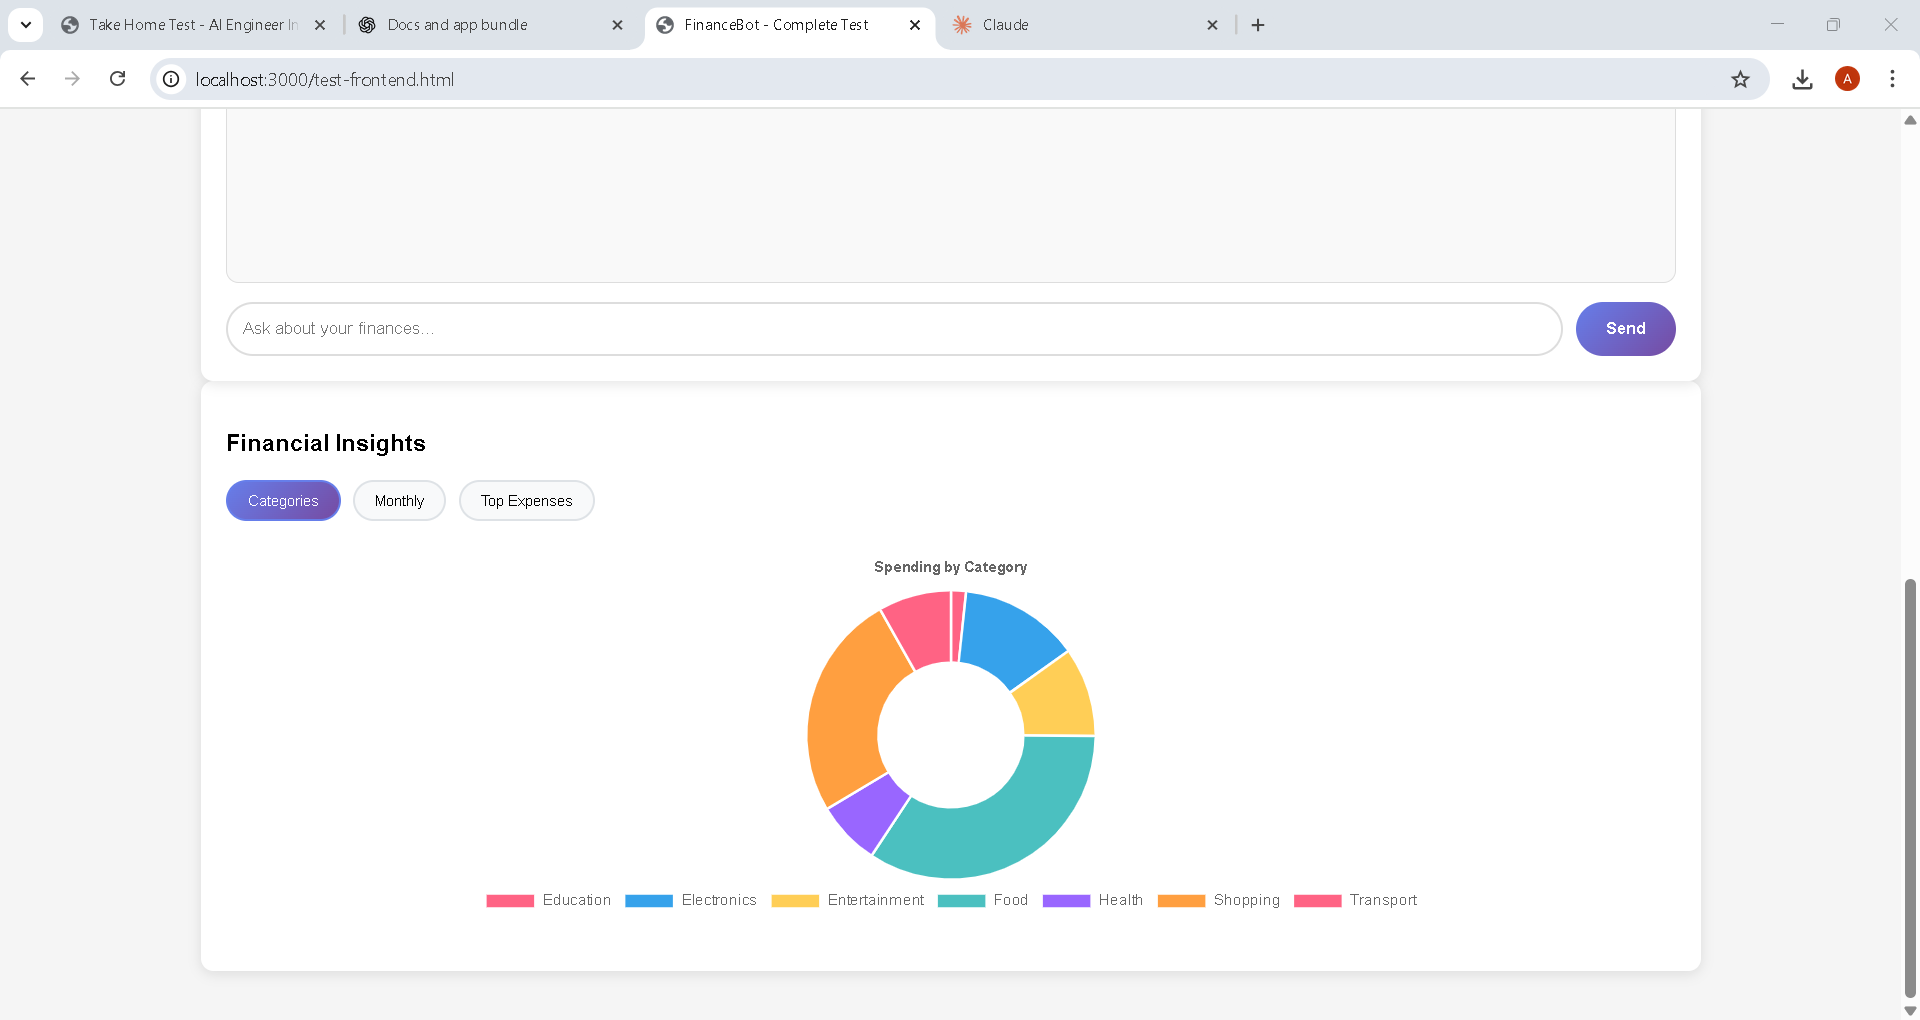 Take Home Test - AI Engineer In
Docs and app bundle
FinanceBot - Complete Test
Claude
localhost:3000/test-frontend.html
A
Ask about your finances...
Send
Financial Insights
Categories
Monthly
Top Expenses
Spending by Category
Education
Electronics
Entertainment
Food
Health
Shopping
Transport